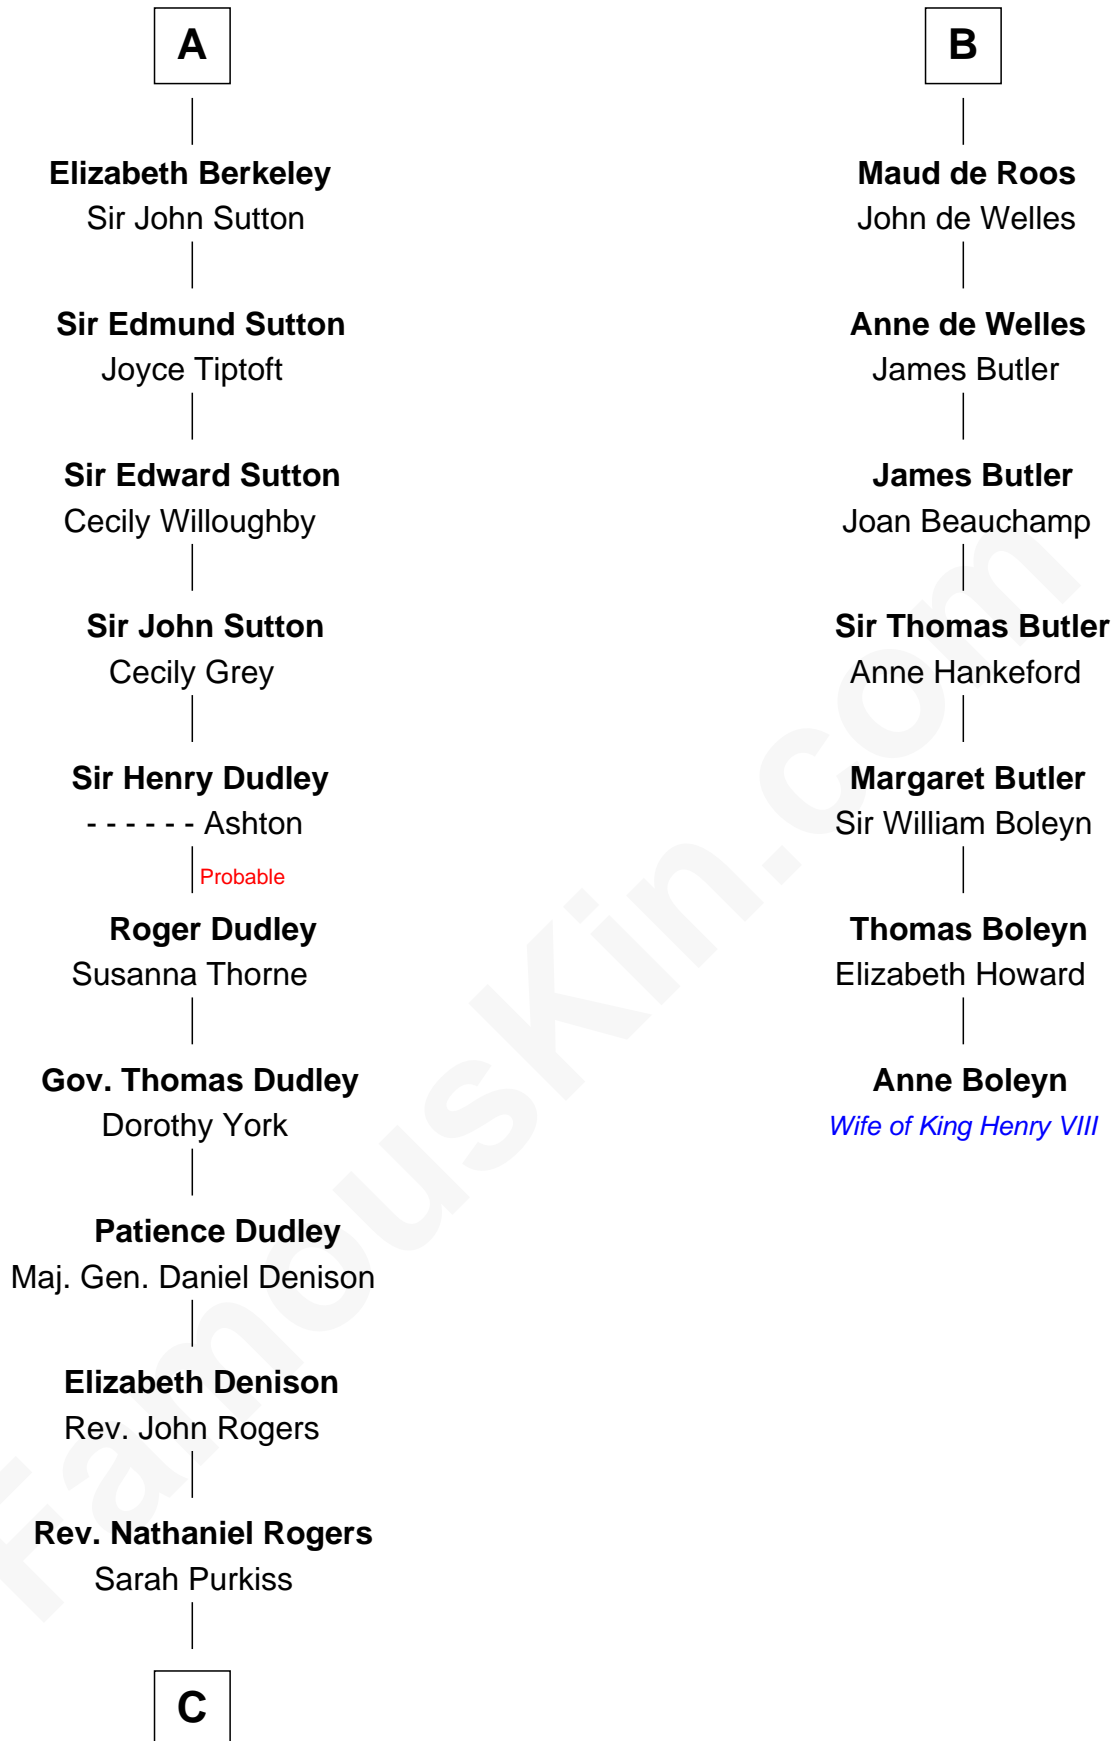 A
Elizabeth Berkeley
Sir John Sutton
Sir Edmund Sutton
Joyce Tiptoft
Sir Edward Sutton
Cecily Willoughby
Sir John Sutton
Cecily Grey
Sir Henry Dudley
- - - - - - Ashton
Probable
Roger Dudley
Susanna Thorne
Gov. Thomas Dudley
Dorothy York
Patience Dudley
Maj. Gen. Daniel Denison
Elizabeth Denison
Rev. John Rogers
Rev. Nathaniel Rogers
Sarah Purkiss
C
B
Maud de Roos
John de Welles
Anne de Welles
James Butler
James Butler
Joan Beauchamp
Sir Thomas Butler
Anne Hankeford
Margaret Butler
Sir William Boleyn
Thomas Boleyn
Elizabeth Howard
Anne Boleyn
Wife of King Henry VIII
FamousKin.com